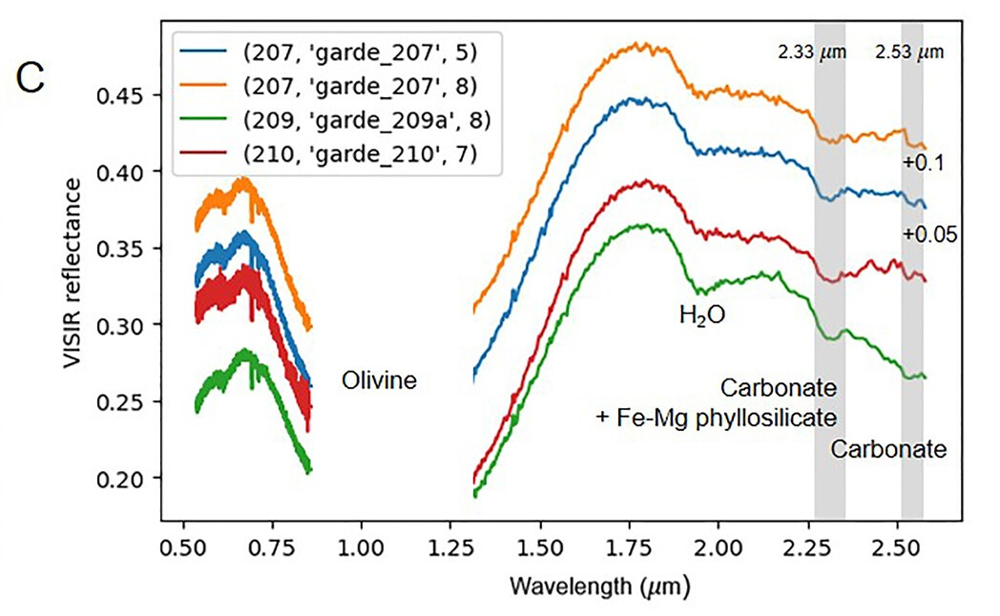 C
(207, 'garde_207', 5)
(207, 'garde_207', 8)
(209, 'garde_209a', 8)
(210, 'garde_210', 7)
2.33 μm
2.53 μm
0.45
0.40
0.35
0.30
0.25
0.20
VISIR reflectance
+0.1
+0.05
H₂O
Olivine
Carbonate
+ Fe-Mg phyllosilicate
Carbonate
0.50 0.75 1.00 1.25 1.50 1.75 2.00 2.25 2.50
Wavelength (μm)